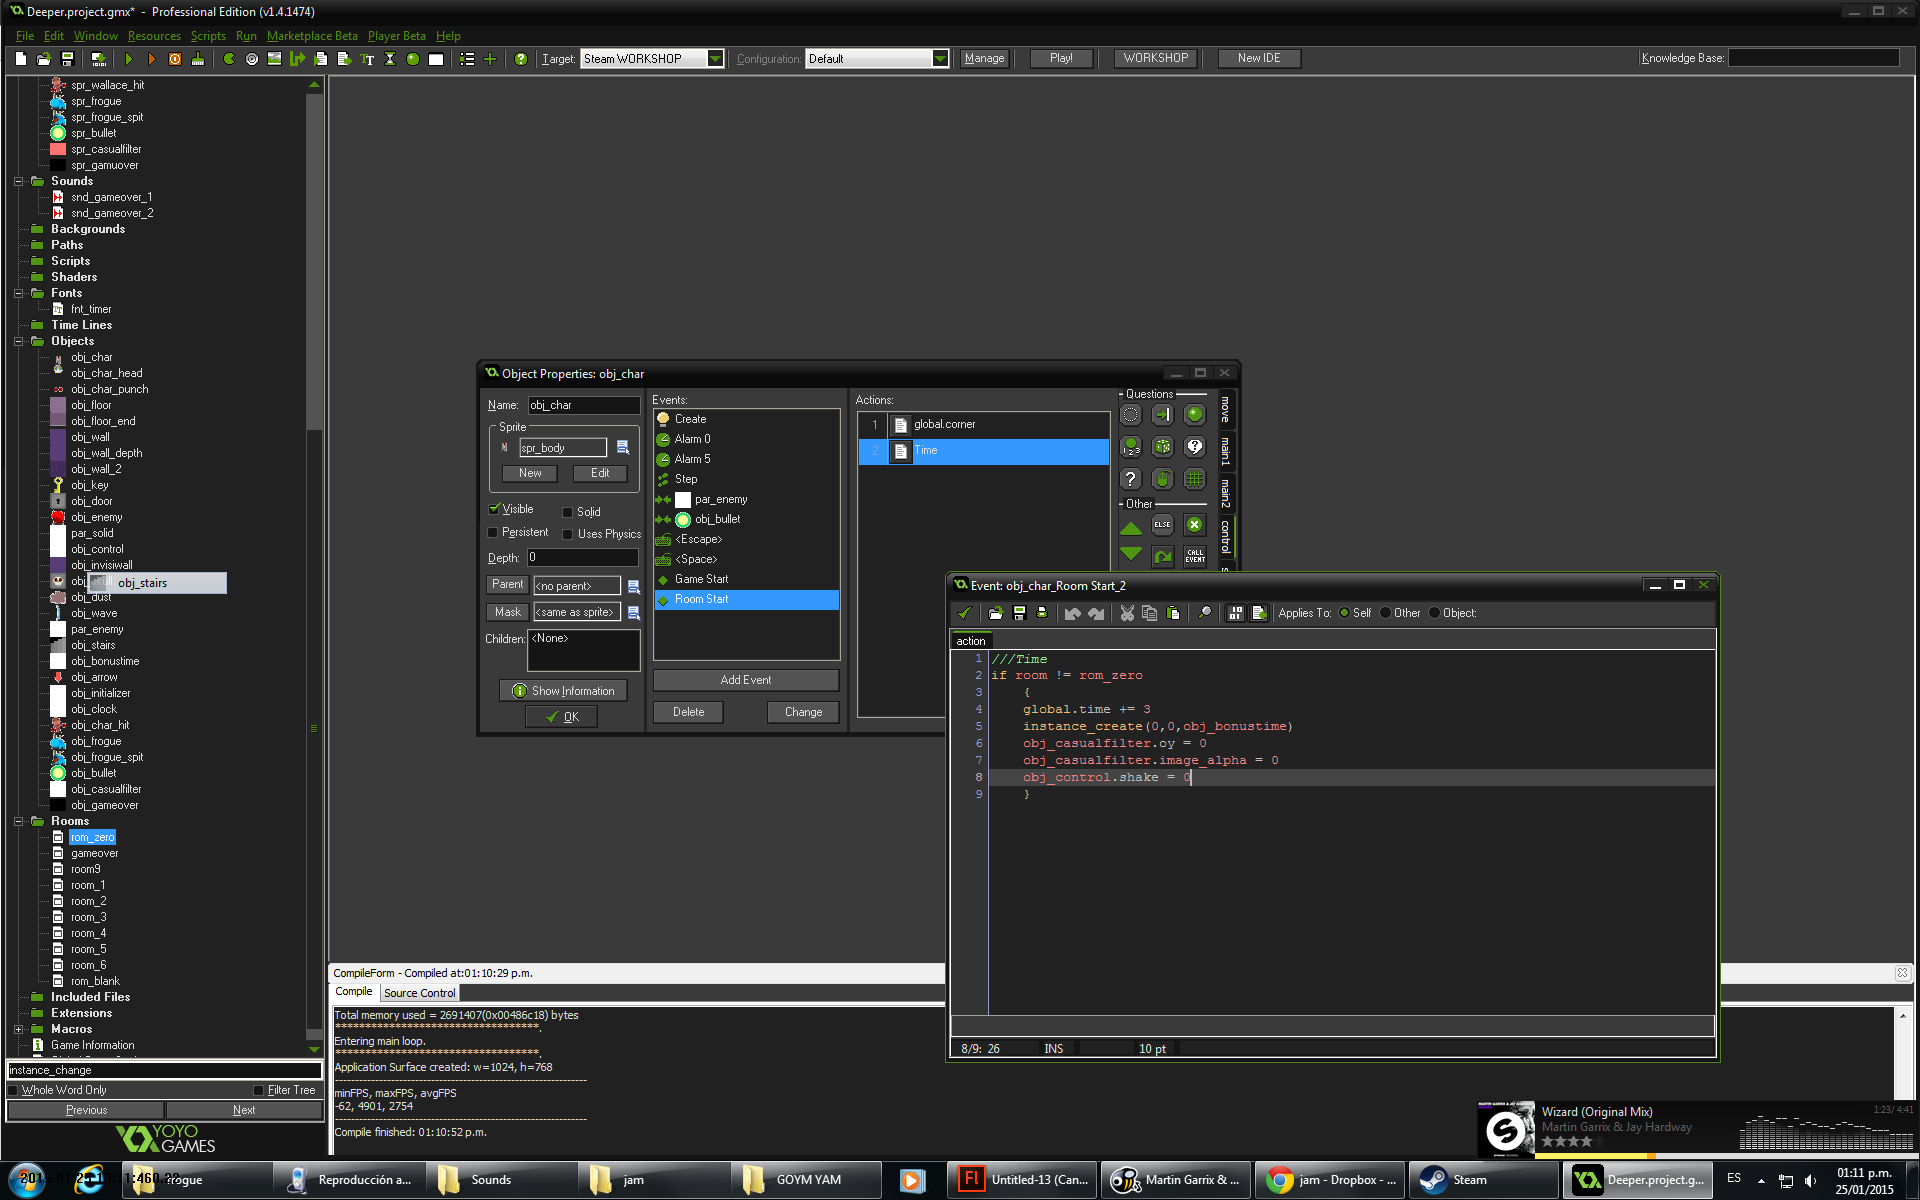 Deeper.project.gmx* - Professional Edition (v1.4.1474)
File Edit Window Resources Scripts Run Marketplace Beta Player Beta Help
Target: Steam WORKSHOP Configuration: Default Manage Play! WORKSHOP New IDE Knowledge Base:
spr_wallace_hit
spr_frogue
spr_frogue_spit
spr_bullet
spr_casualfilter
spr_gamuover
Sounds
snd_gameover_1
snd_gameover_2
Backgrounds
Paths
Scripts
Shaders
Fonts
fnt_timer
Time Lines
Objects
obj_char
obj_char_head
obj_char_punch
obj_floor
obj_floor_end
obj_wall
obj_wall_depth
obj_wall_2
obj_key
obj_door
obj_enemy
par_solid
obj_control
obj_invisiwall
obj_stairs
obj_dust
obj_wave
par_enemy
obj_stairs
obj_bonustime
obj_arrow
obj_initializer
obj_clock
obj_char_hit
obj_frogue
obj_frogue_spit
obj_bullet
obj_casualfilter
obj_gameover
Rooms
rom_zero
gameover
room9
room_1
room_2
room_3
room_4
room_5
room_6
rom_blank
Included Files
Extensions
Macros
Game Information
instance_change
Whole Word Only Filter Tree
Previous Next
YOYO
GAMES
Object Properties: obj_char
Name: obj_char
Sprite
spr_body
New Edit
Visible Solid
Persistent Uses Physics
Depth: 0
Parent <no parent>
Mask <same as sprite>
Children: <None>
Show Information
OK
Events:
Create
Alarm 0
Alarm 5
Step
par_enemy
obj_bullet
<Escape>
<Space>
Game Start
Room Start
Add Event
Delete Change
Actions:
1 global.corner
2 Time
Questions
Other
ELSE
CALL
EVENT
move
main1
main2
control
Event: obj_char_Room Start_2
Applies To: Self Other Object:
action
1 ///Time
2 if room != rom_zero
3 {
4 global.time += 3
5 instance_create(0,0,obj_bonustime)
6 obj_casualfilter.oy = 0
7 obj_casualfilter.image_alpha = 0
8 obj_control.shake = 0
9 }
8/9: 26 INS 10 pt
CompileForm - Compiled at:01:10:29 p.m.
Compile Source Control
Total memory used = 2691407(0x00486c18) bytes
**********************************.
Entering main loop.
**********************************.
Application Surface created: w=1024, h=768
---------------------------------------------------------------
minFPS, maxFPS, avgFPS
-62, 4901, 2754
---------------------------------------------------------------
Compile finished: 01:10:52 p.m.
Wizard (Original Mix) 1:23/ 4:41
Martin Garrix & Jay Hardway
Reproducción a...
Sounds
jam
GOYM YAM
Untitled-13 (Can...
Martin Garrix & ...
jam - Dropbox - ...
Steam
Deeper.project.g...
ES
01:11 p.m.
25/01/2015